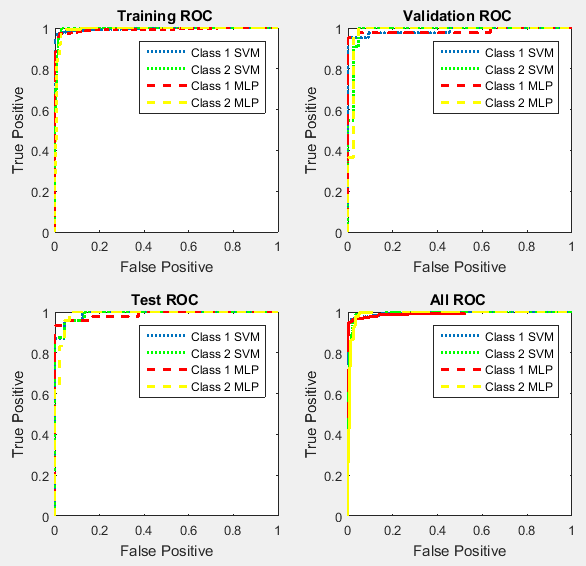 Training ROC
1
0.8
0.6
0.4
0.2
0
True Positive
Class 1 SVM
Class 2 SVM
Class 1 MLP
Class 2 MLP
0 0.2 0.4 0.6 0.8 1
False Positive
Validation ROC
1
0.8
0.6
0.4
0.2
0
True Positive
Class 1 SVM
Class 2 SVM
Class 1 MLP
Class 2 MLP
0 0.2 0.4 0.6 0.8 1
False Positive
Test ROC
1
0.8
0.6
0.4
0.2
0
True Positive
Class 1 SVM
Class 2 SVM
Class 1 MLP
Class 2 MLP
0 0.2 0.4 0.6 0.8 1
False Positive
All ROC
1
0.8
0.6
0.4
0.2
0
True Positive
Class 1 SVM
Class 2 SVM
Class 1 MLP
Class 2 MLP
0 0.2 0.4 0.6 0.8 1
False Positive